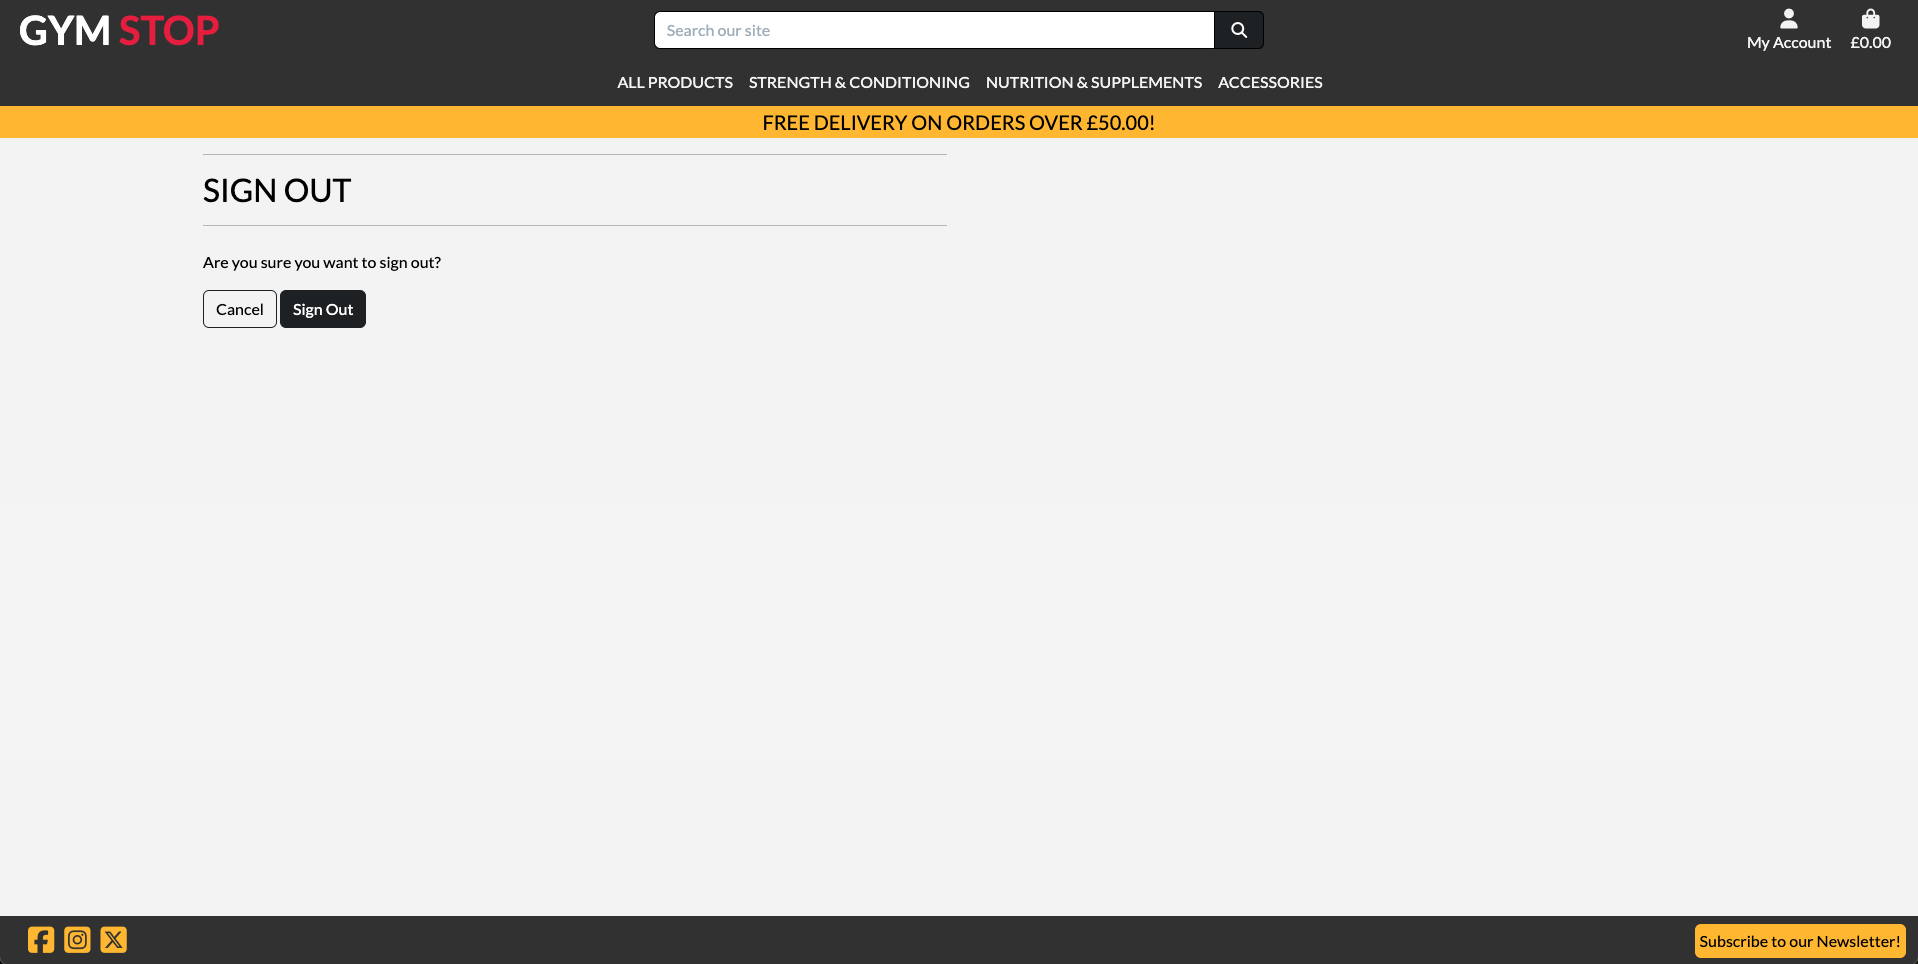 GYM STOP
Search our site
My Account £0.00
ALL PRODUCTS STRENGTH & CONDITIONING NUTRITION & SUPPLEMENTS ACCESSORIES
FREE DELIVERY ON ORDERS OVER £50.00!
SIGN OUT
Are you sure you want to sign out?
Cancel Sign Out
Subscribe to our Newsletter!